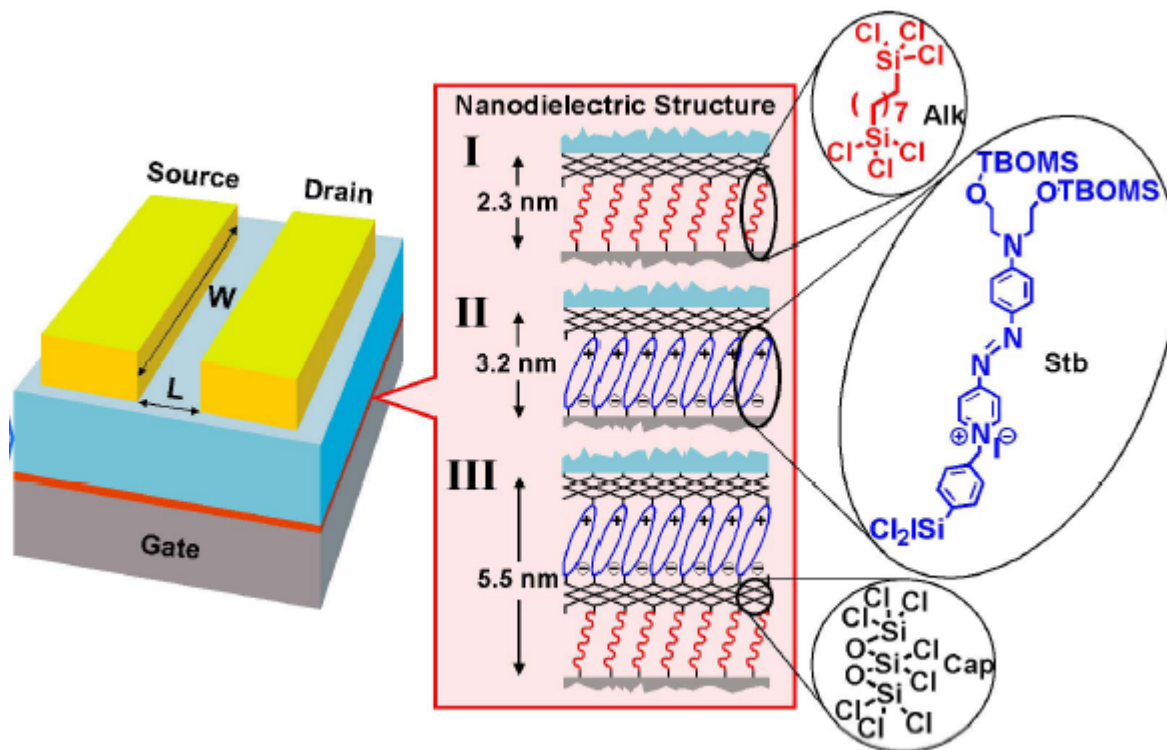 Source
Drain
W
L
Gate
Nanodielectric Structure
I
2.3 nm
II
3.2 nm
III
5.5 nm
+ + + + + + +
⊖ ⊖ ⊖ ⊖ ⊖ ⊖ ⊖
+ + + + + + +
⊖ ⊖ ⊖ ⊖ ⊖ ⊖ ⊖
Cl Cl
Si Cl
( )7
Alk
Cl Si
Cl Cl
TBOMS
O OTBOMS
N
N
N
Stb
N
⊕ I⊖
Cl2ISi
Cl Cl
Cl Si
O Cl
Si Cap
O Cl
Si
Cl Cl
Cl